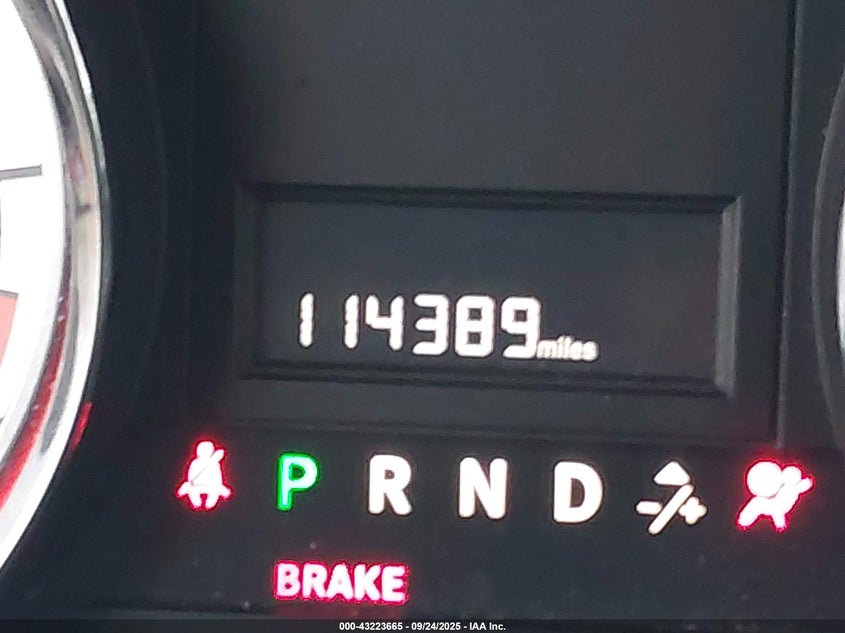 114389miles
P R N D -/+
BRAKE
000-43223665 - 09/24/2025 - IAA Inc.